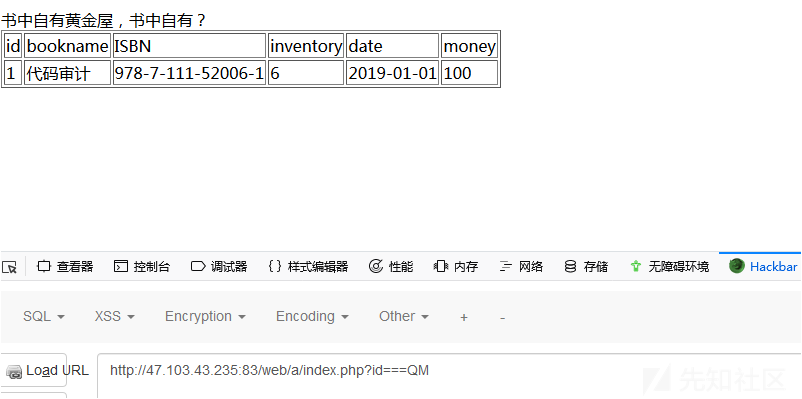 书中自有黄金屋，书中自有？
id bookname ISBN inventory date money
1 代码审计 978-7-111-52006-1 6 2019-01-01 100
查看器 控制台 调试器 {} 样式编辑器 性能 内存 网络 存储 无障碍环境 Hackbar
SQL XSS Encryption Encoding Other + -
Load URL http://47.103.43.235:83/web/a/index.php?id===QM
先知社区